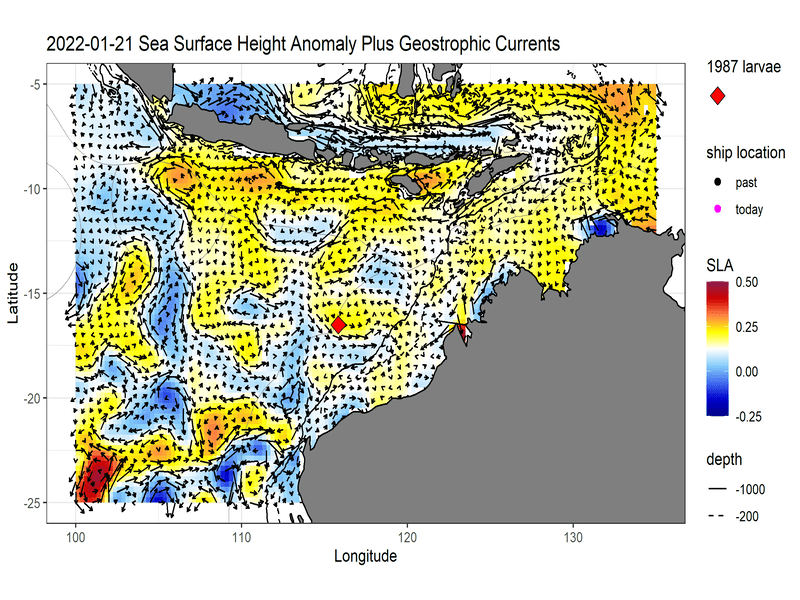 2022-01-21 Sea Surface Height Anomaly Plus Geostrophic Currents
-5
-10
-15
-20
-25
Latitude
100
110
120
130
Longitude
1987 larvae
ship location
past
today
SLA
0.50
0.25
0.00
-0.25
depth
-1000
-200